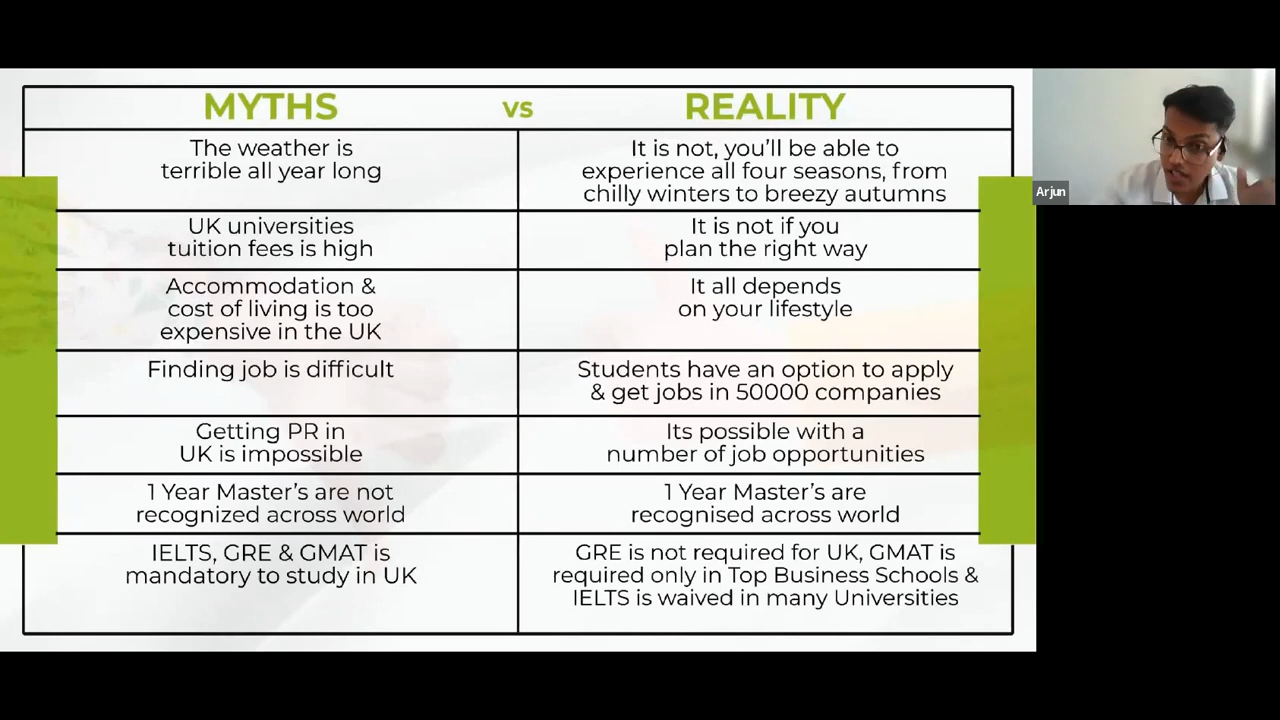 MYTHS vs REALITY
The weather is
terrible all year long
It is not, you'll be able to
experience all four seasons, from
chilly winters to breezy autumns
UK universities
tuition fees is high
It is not if you
plan the right way
Accommodation &
cost of living is too
expensive in the UK
It all depends
on your lifestyle
Finding job is difficult
Students have an option to apply
& get jobs in 50000 companies
Getting PR in
UK is impossible
Its possible with a
number of job opportunities
1 Year Master's are not
recognized across world
1 Year Master's are
recognised across world
IELTS, GRE & GMAT is
mandatory to study in UK
GRE is not required for UK, GMAT is
required only in Top Business Schools &
IELTS is waived in many Universities
Arjun